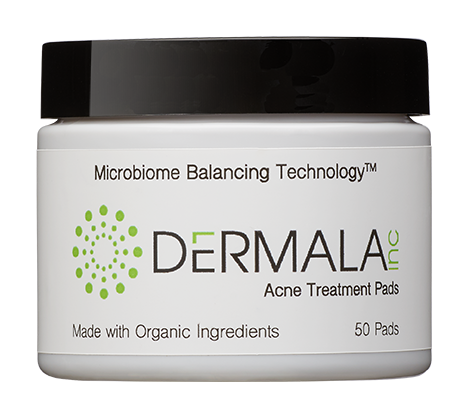 Microbiome Balancing Technology™
DERMALA inc
Acne Treatment Pads
Made with Organic Ingredients 50 Pads